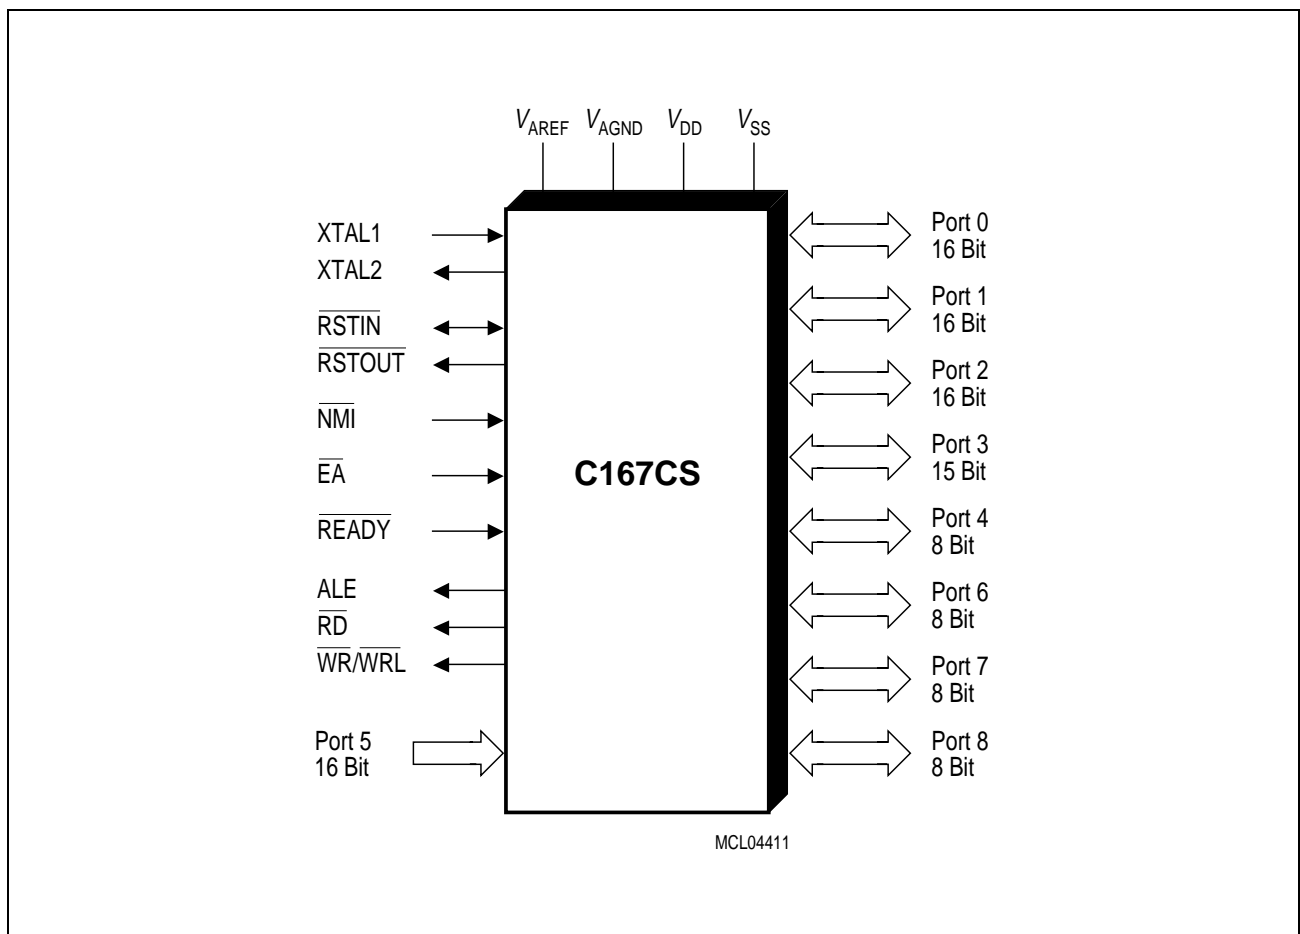 VAREF VAGND VDD VSS
XTAL1
XTAL2
RSTIN
RSTOUT
NMI
EA
READY
ALE
RD
WR/WRL
Port 5
16 Bit
C167CS
Port 0
16 Bit
Port 1
16 Bit
Port 2
16 Bit
Port 3
15 Bit
Port 4
8 Bit
Port 6
8 Bit
Port 7
8 Bit
Port 8
8 Bit
MCL04411